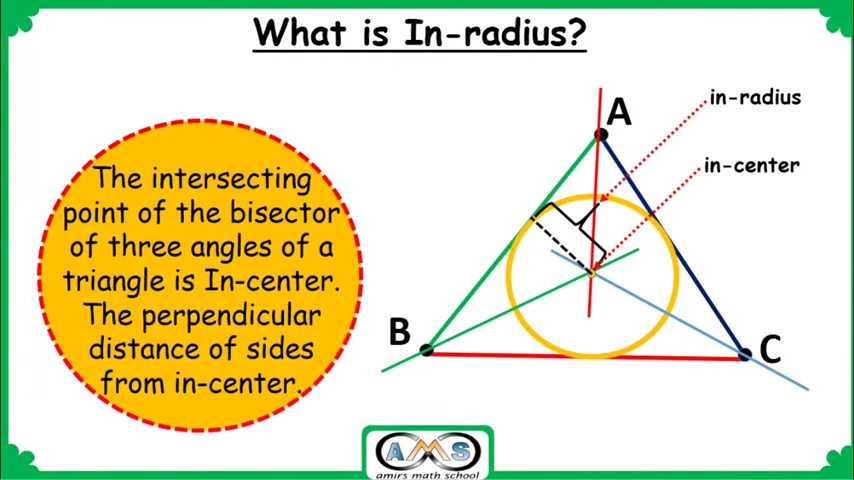 What is In-radius?
The intersecting
point of the bisector
of three angles of a
triangle is In-center.
The perpendicular
distance of sides
from in-center.
A
in-radius
in-center
B
C
AMS
amirs math school